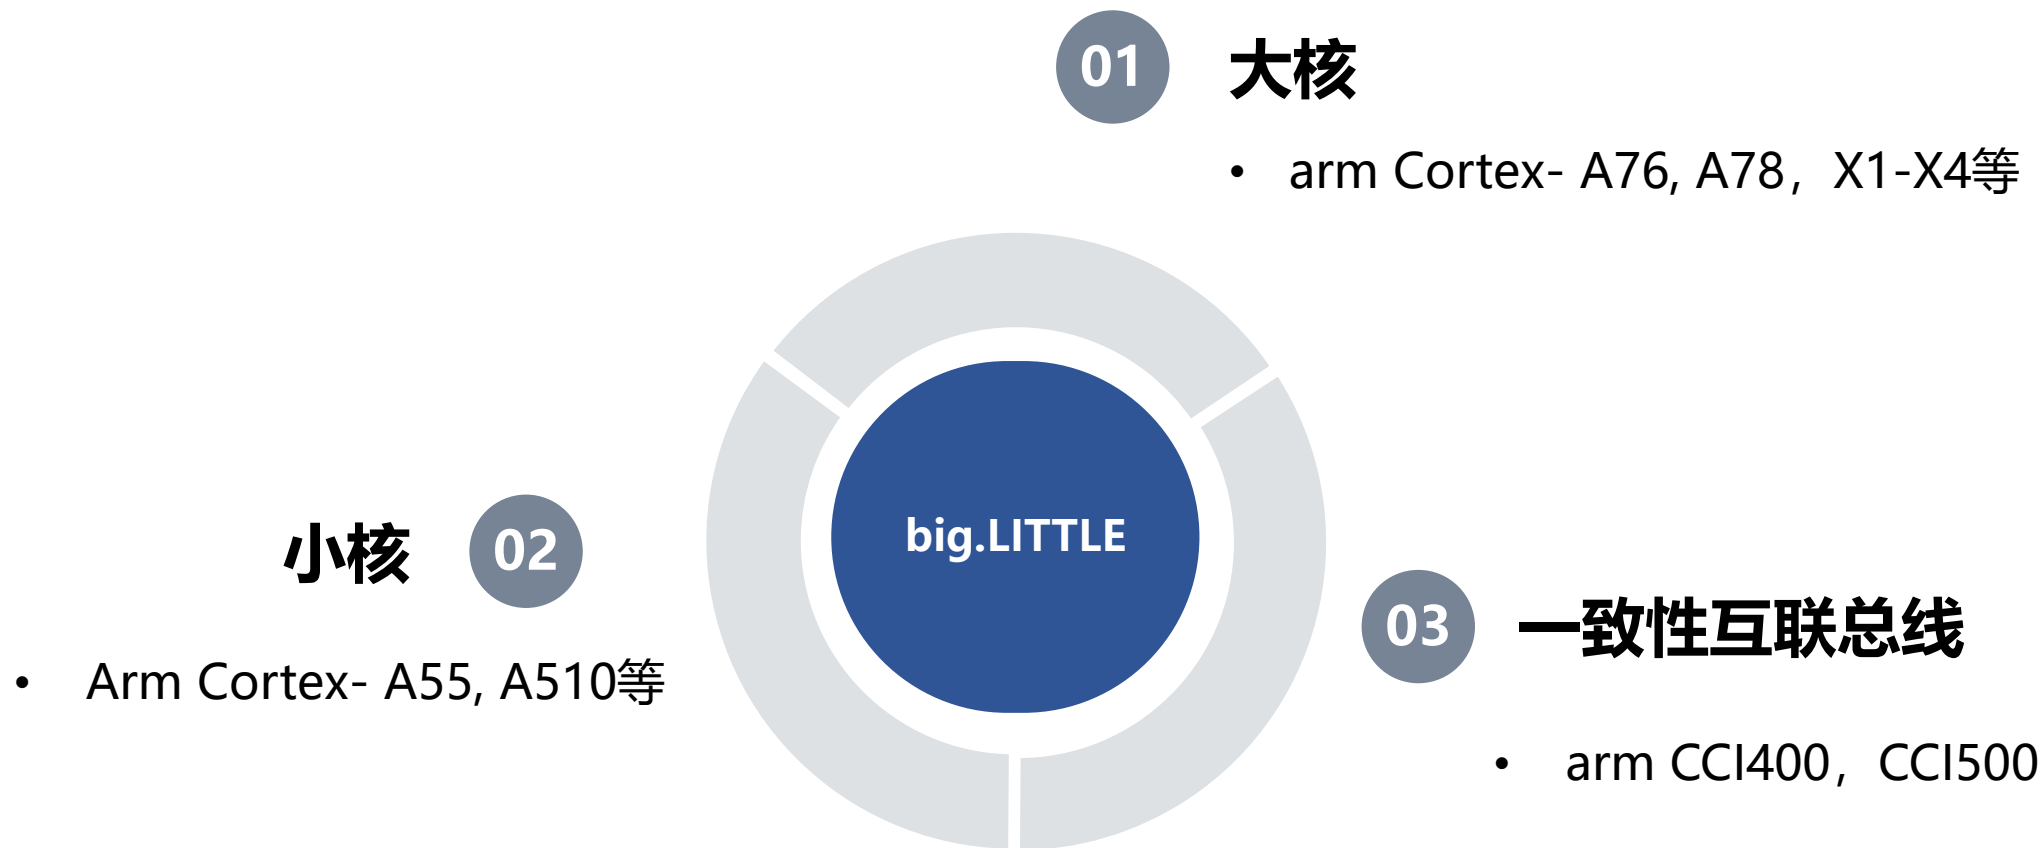 01 大核
• arm Cortex- A76, A78，X1-X4等
big.LITTLE
小核 02
• Arm Cortex- A55, A510等
03 一致性互联总线
• arm CCI400，CCI500